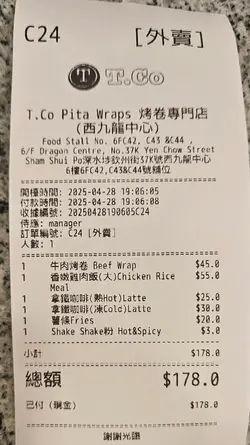 C24 [外賣]
T T.Co
T.Co Pita Wraps 烤卷專門店
(西九龍中心)
Food Stall No. 6FC42, C43 &C44 ,
6/F Dragon Centre, No.37K Yen Chow Street
Sham Shui Po深水埗欽州街37K號西九龍中心
6樓6FC42,C43&C44號舖位
開檯時間: 2025-04-28 19:06:05
付款時間: 2025-04-28 19:06:08
收據編號: 20250428190605C24
侍應: manager
訂單編號: C24 [外賣]
人數: 1
1 牛肉烤卷 Beef Wrap $45.0
1 香嫩雞肉飯(大)Chicken Rice Meal $55.0
1 拿鐵咖啡(熱Hot)Latte $25.0
1 拿鐵咖啡(凍Cold)Latte $30.0
1 薯條Fries $20.0
1 Shake Shake粉 Hot&Spicy $3.0
小計 $178.0
總額 $178.0
已付 (現金) $178.0
謝謝光臨